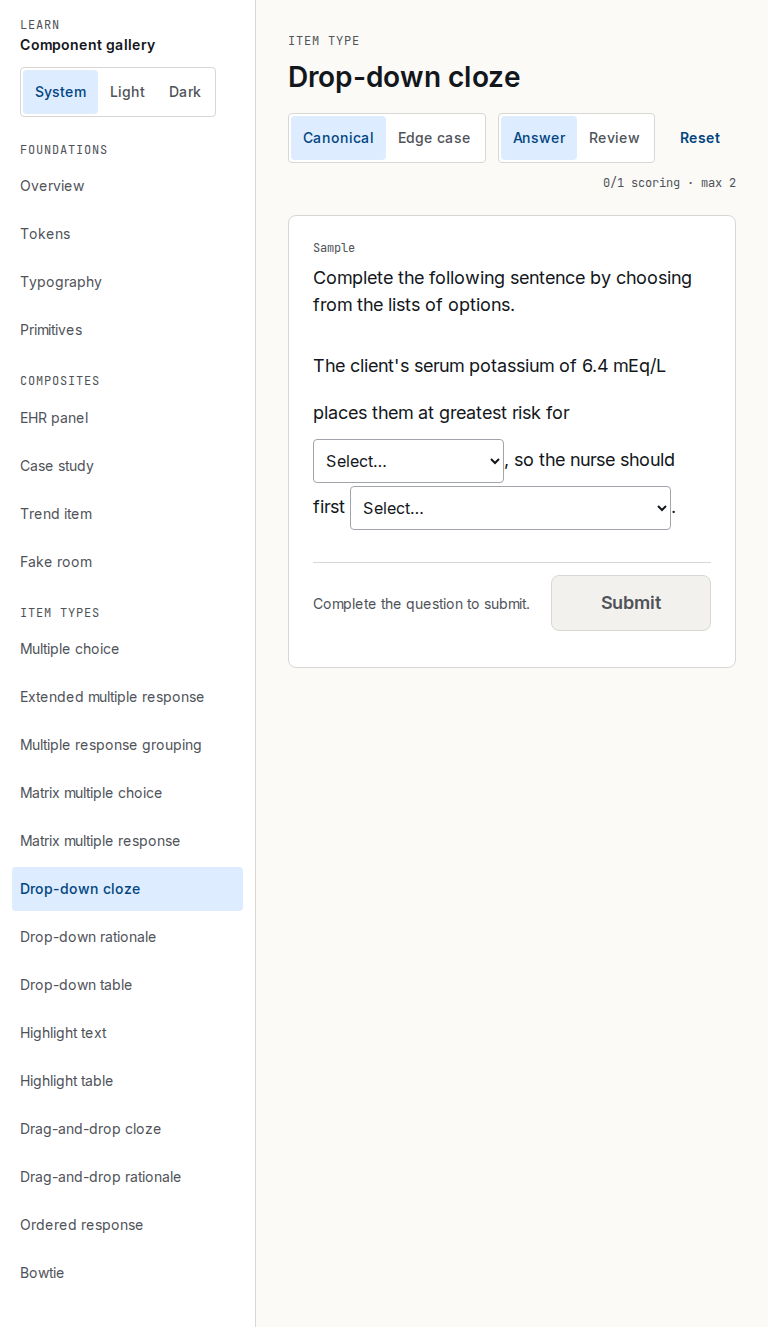 LEARN
Component gallery
System Light Dark
FOUNDATIONS
Overview
Tokens
Typography
Primitives
COMPOSITES
EHR panel
Case study
Trend item
Fake room
ITEM TYPES
Multiple choice
Extended multiple response
Multiple response grouping
Matrix multiple choice
Matrix multiple response
Drop-down cloze
Drop-down rationale
Drop-down table
Highlight text
Highlight table
Drag-and-drop cloze
Drag-and-drop rationale
Ordered response
Bowtie
ITEM TYPE
Drop-down cloze
Canonical Edge case Answer Review Reset
0/1 scoring · max 2
Sample
Complete the following sentence by choosing
from the lists of options.
The client's serum potassium of 6.4 mEq/L
places them at greatest risk for
Select... , so the nurse should
first Select... .
Complete the question to submit. Submit